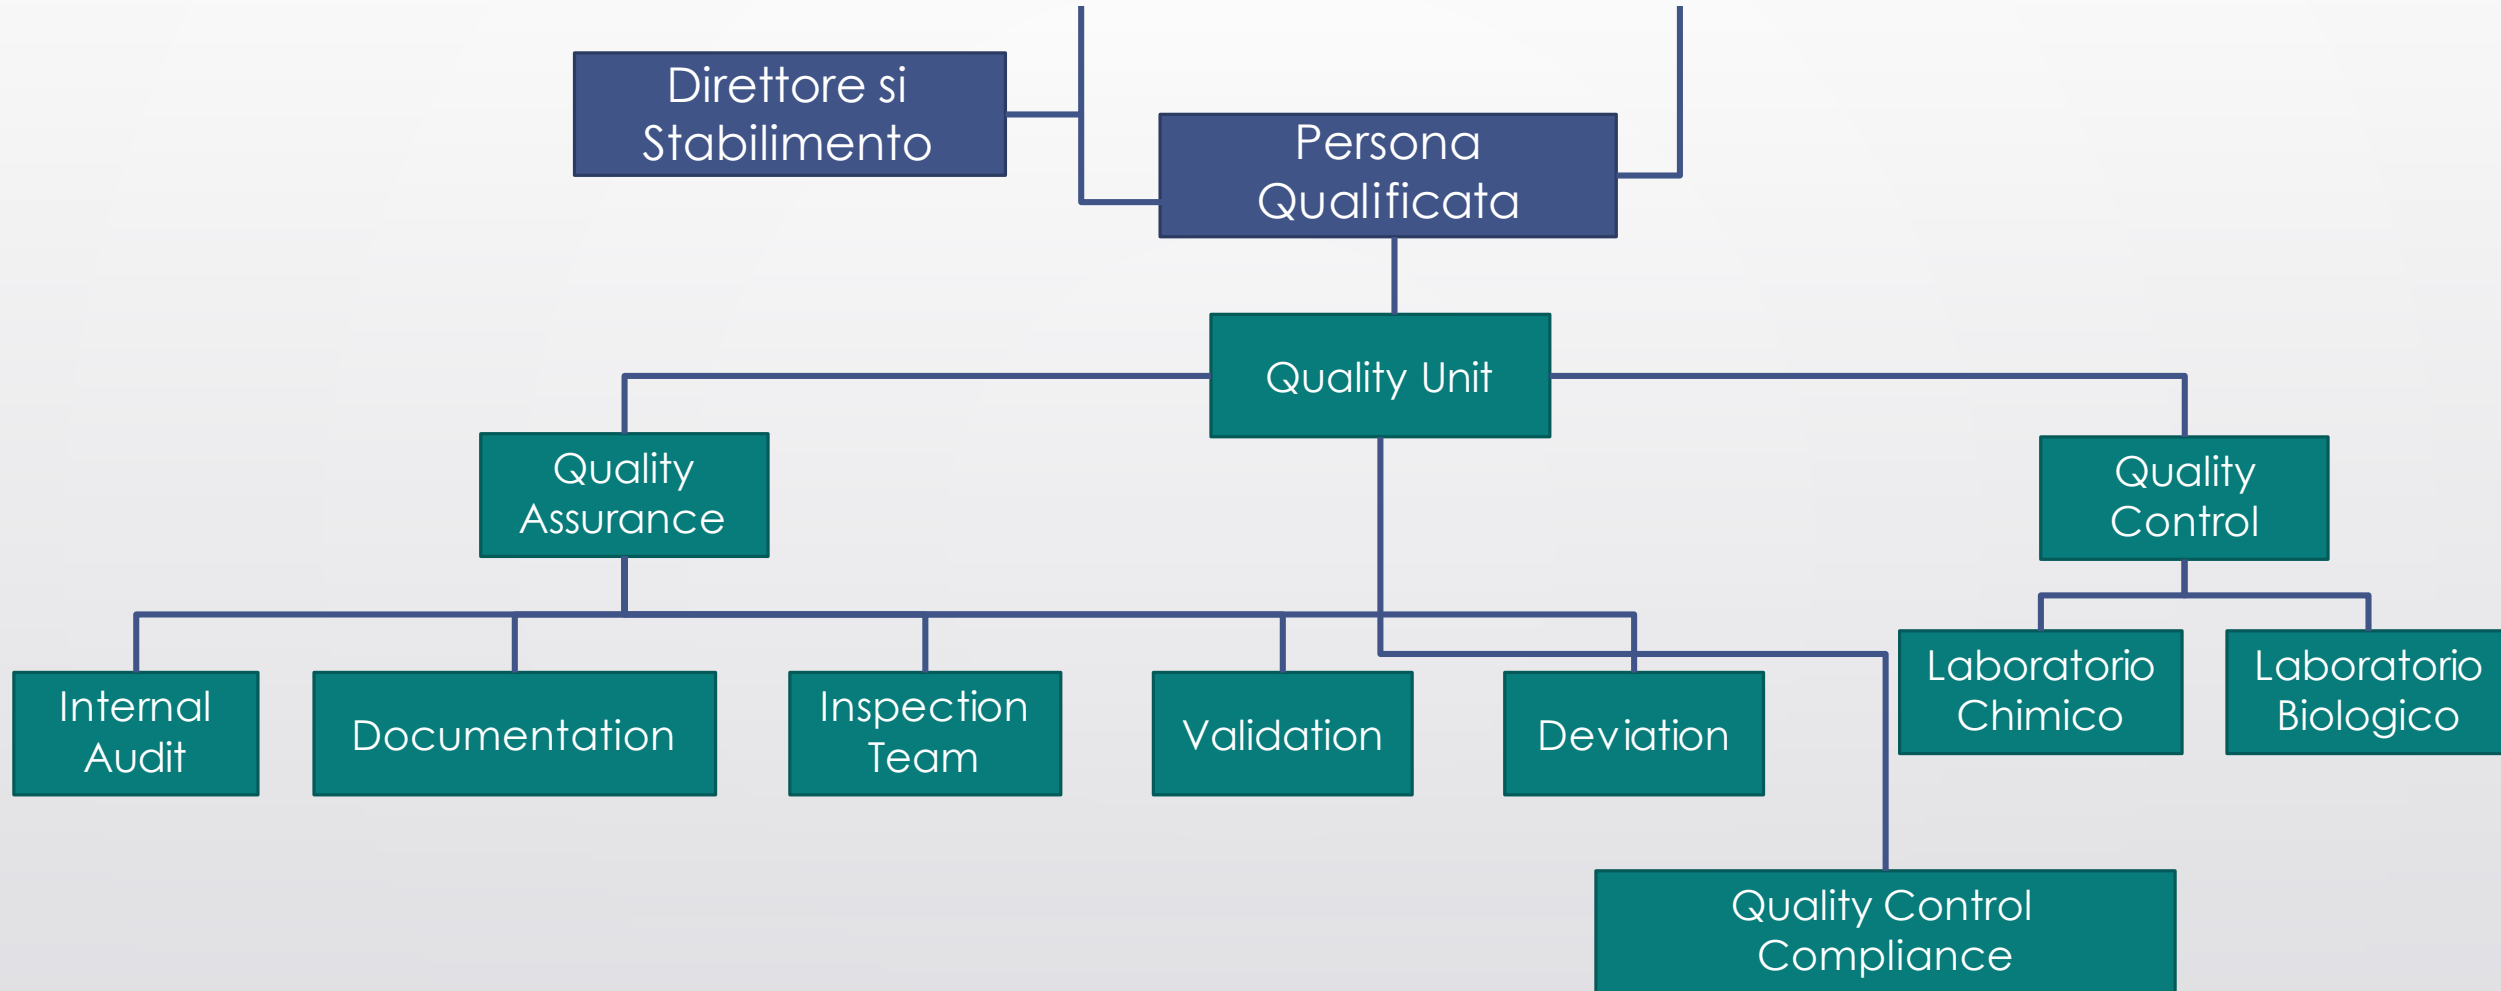 Direttore si
Stabilimento
Persona
Qualificata
Quality Unit
Quality
Assurance
Quality
Control
Internal
Audit
Documentation
Inspection
Team
Validation
Deviation
Laboratorio
Chimico
Laboratorio
Biologico
Quality Control
Compliance